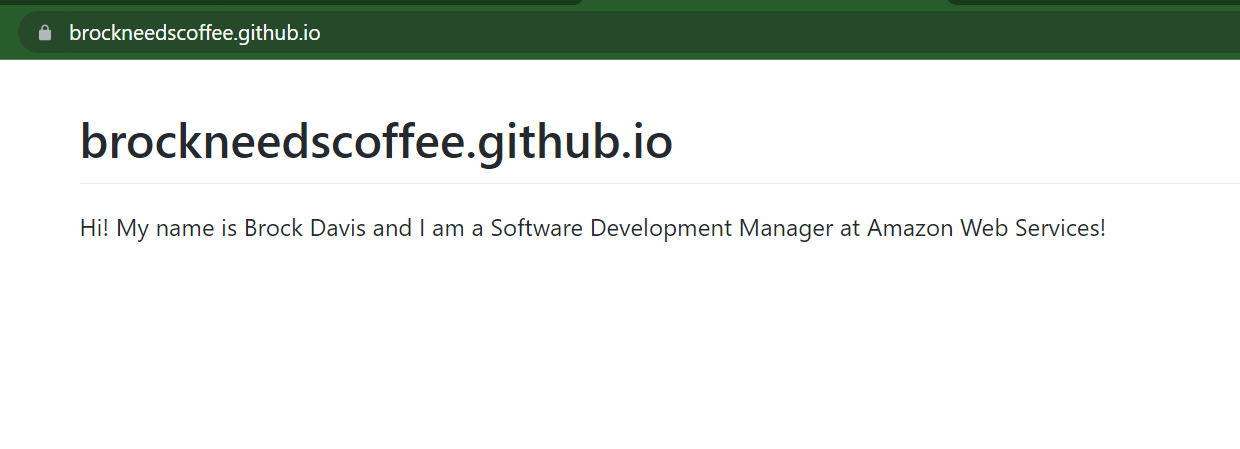 brockneedscoffee.github.io
brockneedscoffee.github.io
Hi! My name is Brock Davis and I am a Software Development Manager at Amazon Web Services!